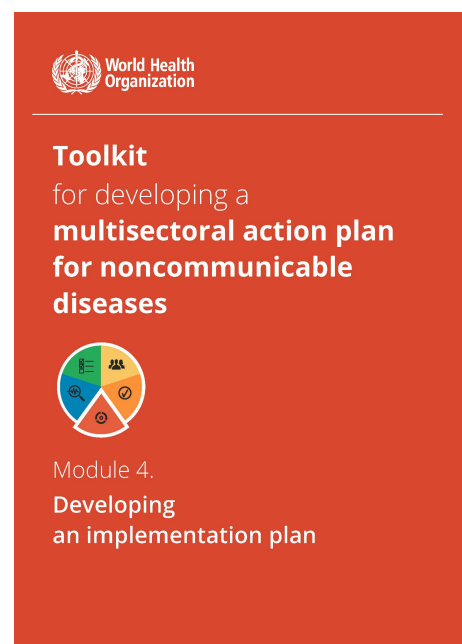 World Health
Organization
Toolkit
for developing a
multisectoral action plan
for noncommunicable
diseases
Module 4.
Developing
an implementation plan